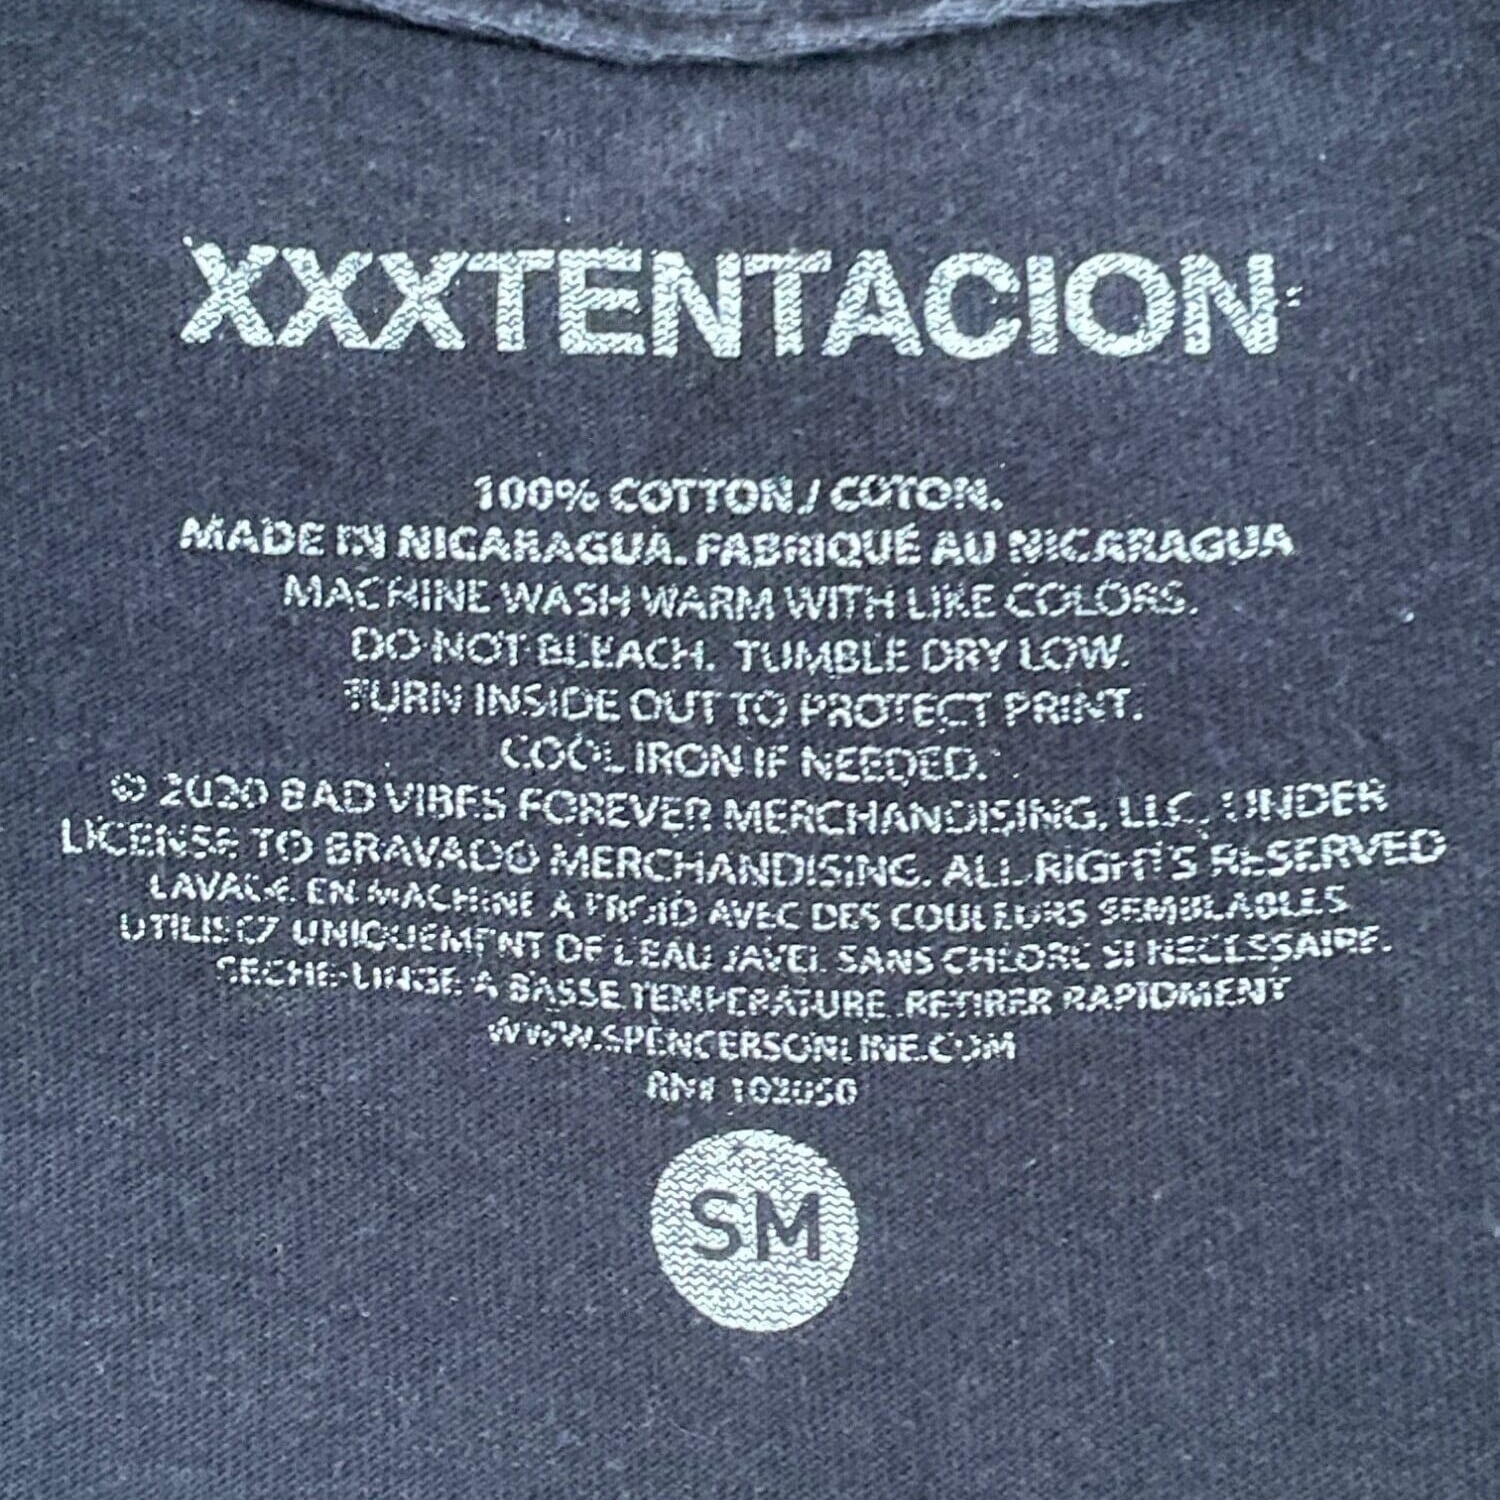 XXXTENTACION
100% COTTON / COTON.
MADE IN NICARAGUA. FABRIQUÉ AU NICARAGUA
MACHINE WASH WARM WITH LIKE COLORS.
DO NOT BLEACH. TUMBLE DRY LOW.
TURN INSIDE OUT TO PROTECT PRINT.
COOL IRON IF NEEDED.
© 2020 BAD VIBES FOREVER MERCHANDISING, LLC, UNDER
LICENSE TO BRAVADO MERCHANDISING. ALL RIGHTS RESERVED
LAVAGE EN MACHINE A FROID AVEC DES COULEURS SEMBLABLES
UTILISEZ UNIQUEMENT DE L'EAU JAVEL SANS CHLORE SI NECESSAIRE.
SECHE-LINGE A BASSE TEMPERATURE. RETIRER RAPIDMENT
WWW.SPENCERSONLINE.COM
RN# 102050
SM